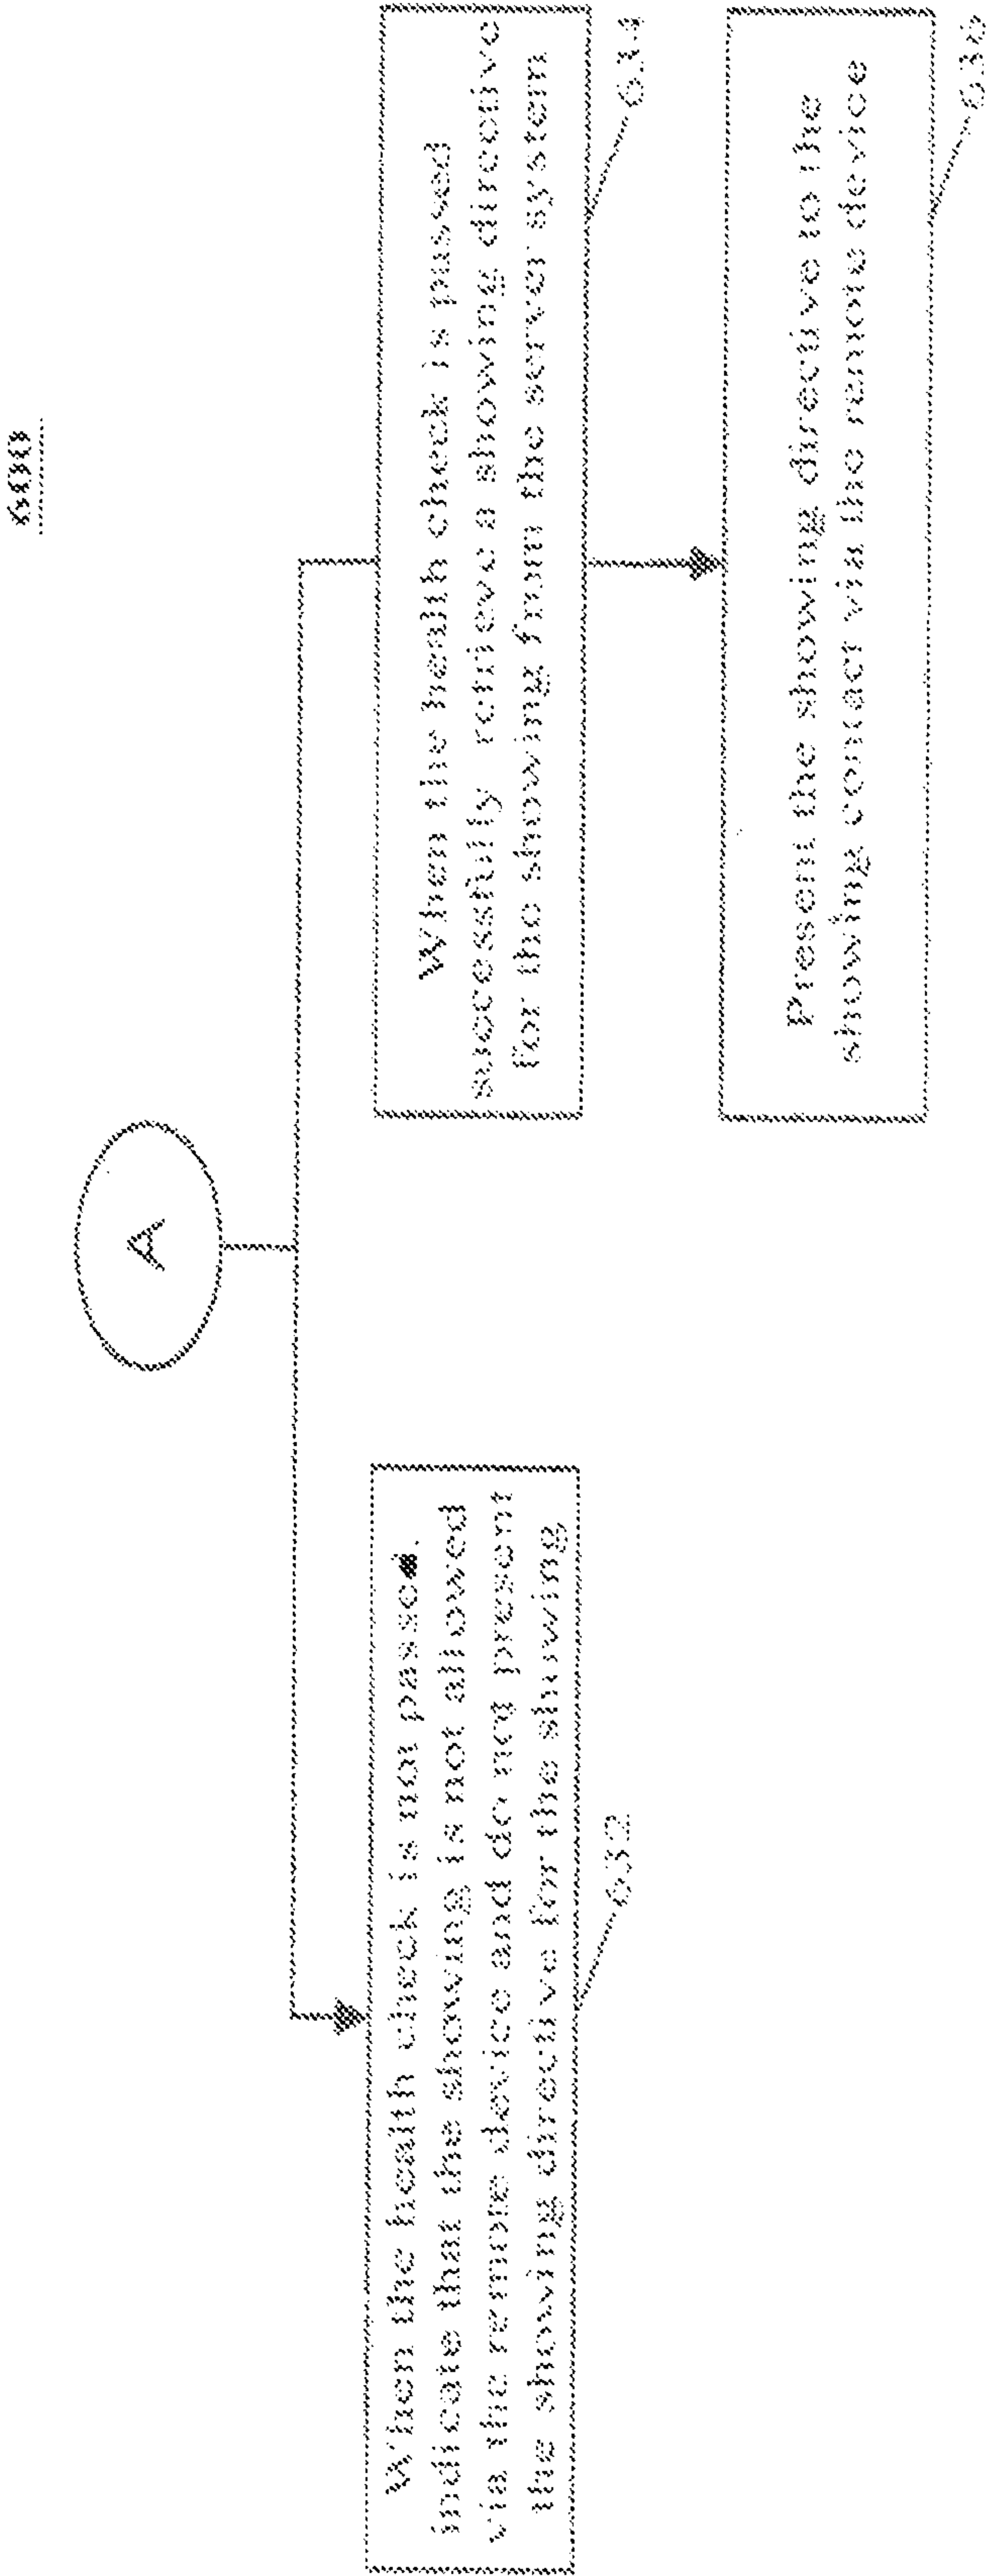 600
A
When the health check is not passed.
indicate that the showing is not allowed
via the remote device and do not present
the showing directive for the showing
632
When the health check is passed
successfully retrieve a showing directive
for the showing from the server system
634
Present the showing directive to the
showing contact via the remote device
636